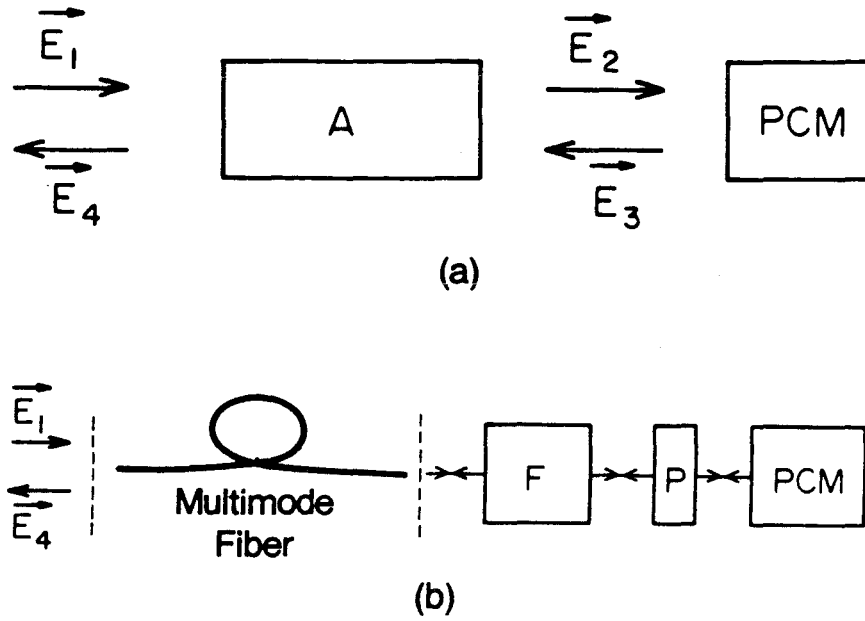 E₁ E₂
A PCM
E₄ E₃
(a)
E₁
F P PCM
E₄ Multimode
Fiber
(b)